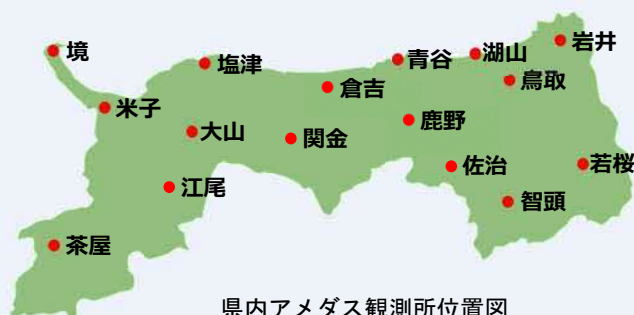 境
塩津
青谷
湖山
岩井
鳥取
倉吉
米子
大山
関金
鹿野
佐治
若桜
江尾
智頭
茶屋
県内アメダス観測所位置図